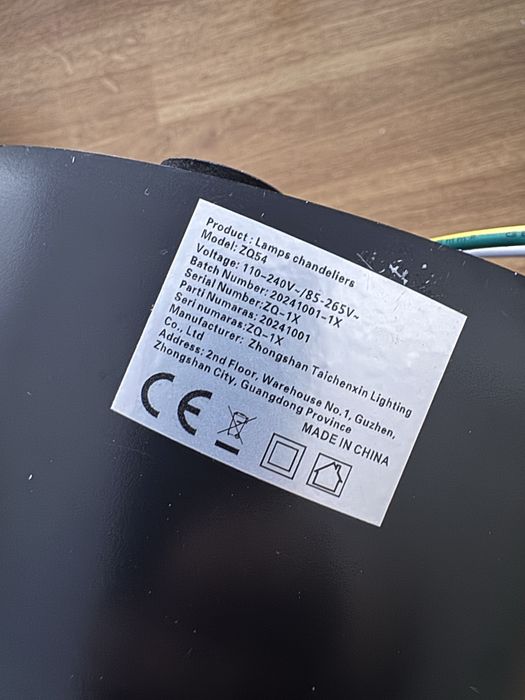 Product: Lamps chandeliers
Model: ZQ54
Voltage: 110-240V~/85-265V~
Batch Number: 20241001-1X
Serial Number:ZQ-1X
Parti Numaras: 20241001
Serl numaras:ZQ-1X
Manufacturer: Zhongshan Taichenxin Lighting
Co., Ltd
Address: 2nd Floor, Warehouse No.1, Guzhen,
Zhongshan City, Guangdong Province
MADE IN CHINA
CE